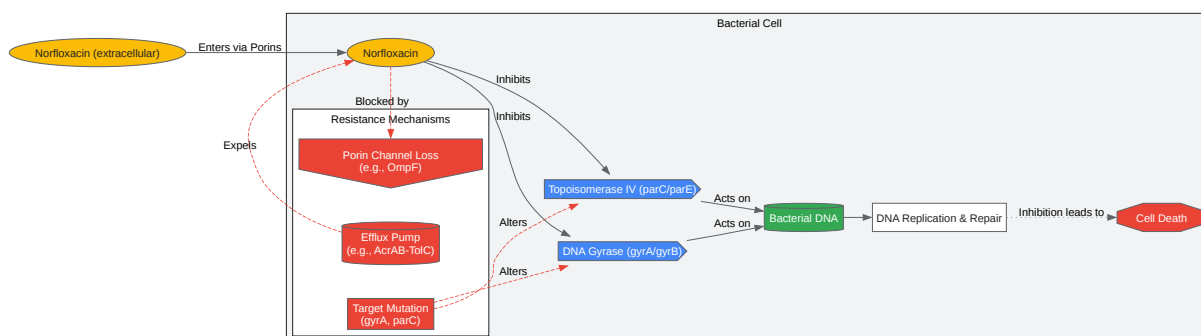 Bacterial Cell
Norfloxacin (extracellular)
Enters via Porins
Norfloxacin
Inhibits
Inhibits
Blocked by
Resistance Mechanisms
Expels
Porin Channel Loss
(e.g., OmpF)
Topoisomerase IV (parC/parE)
Acts on
Alters
Efflux Pump
(e.g., AcrAB-TolC)
DNA Gyrase (gyrA/gyrB)
Acts on
Bacterial DNA
DNA Replication & Repair
Inhibition leads to
Cell Death
Alters
Target Mutation
(gyrA, parC)